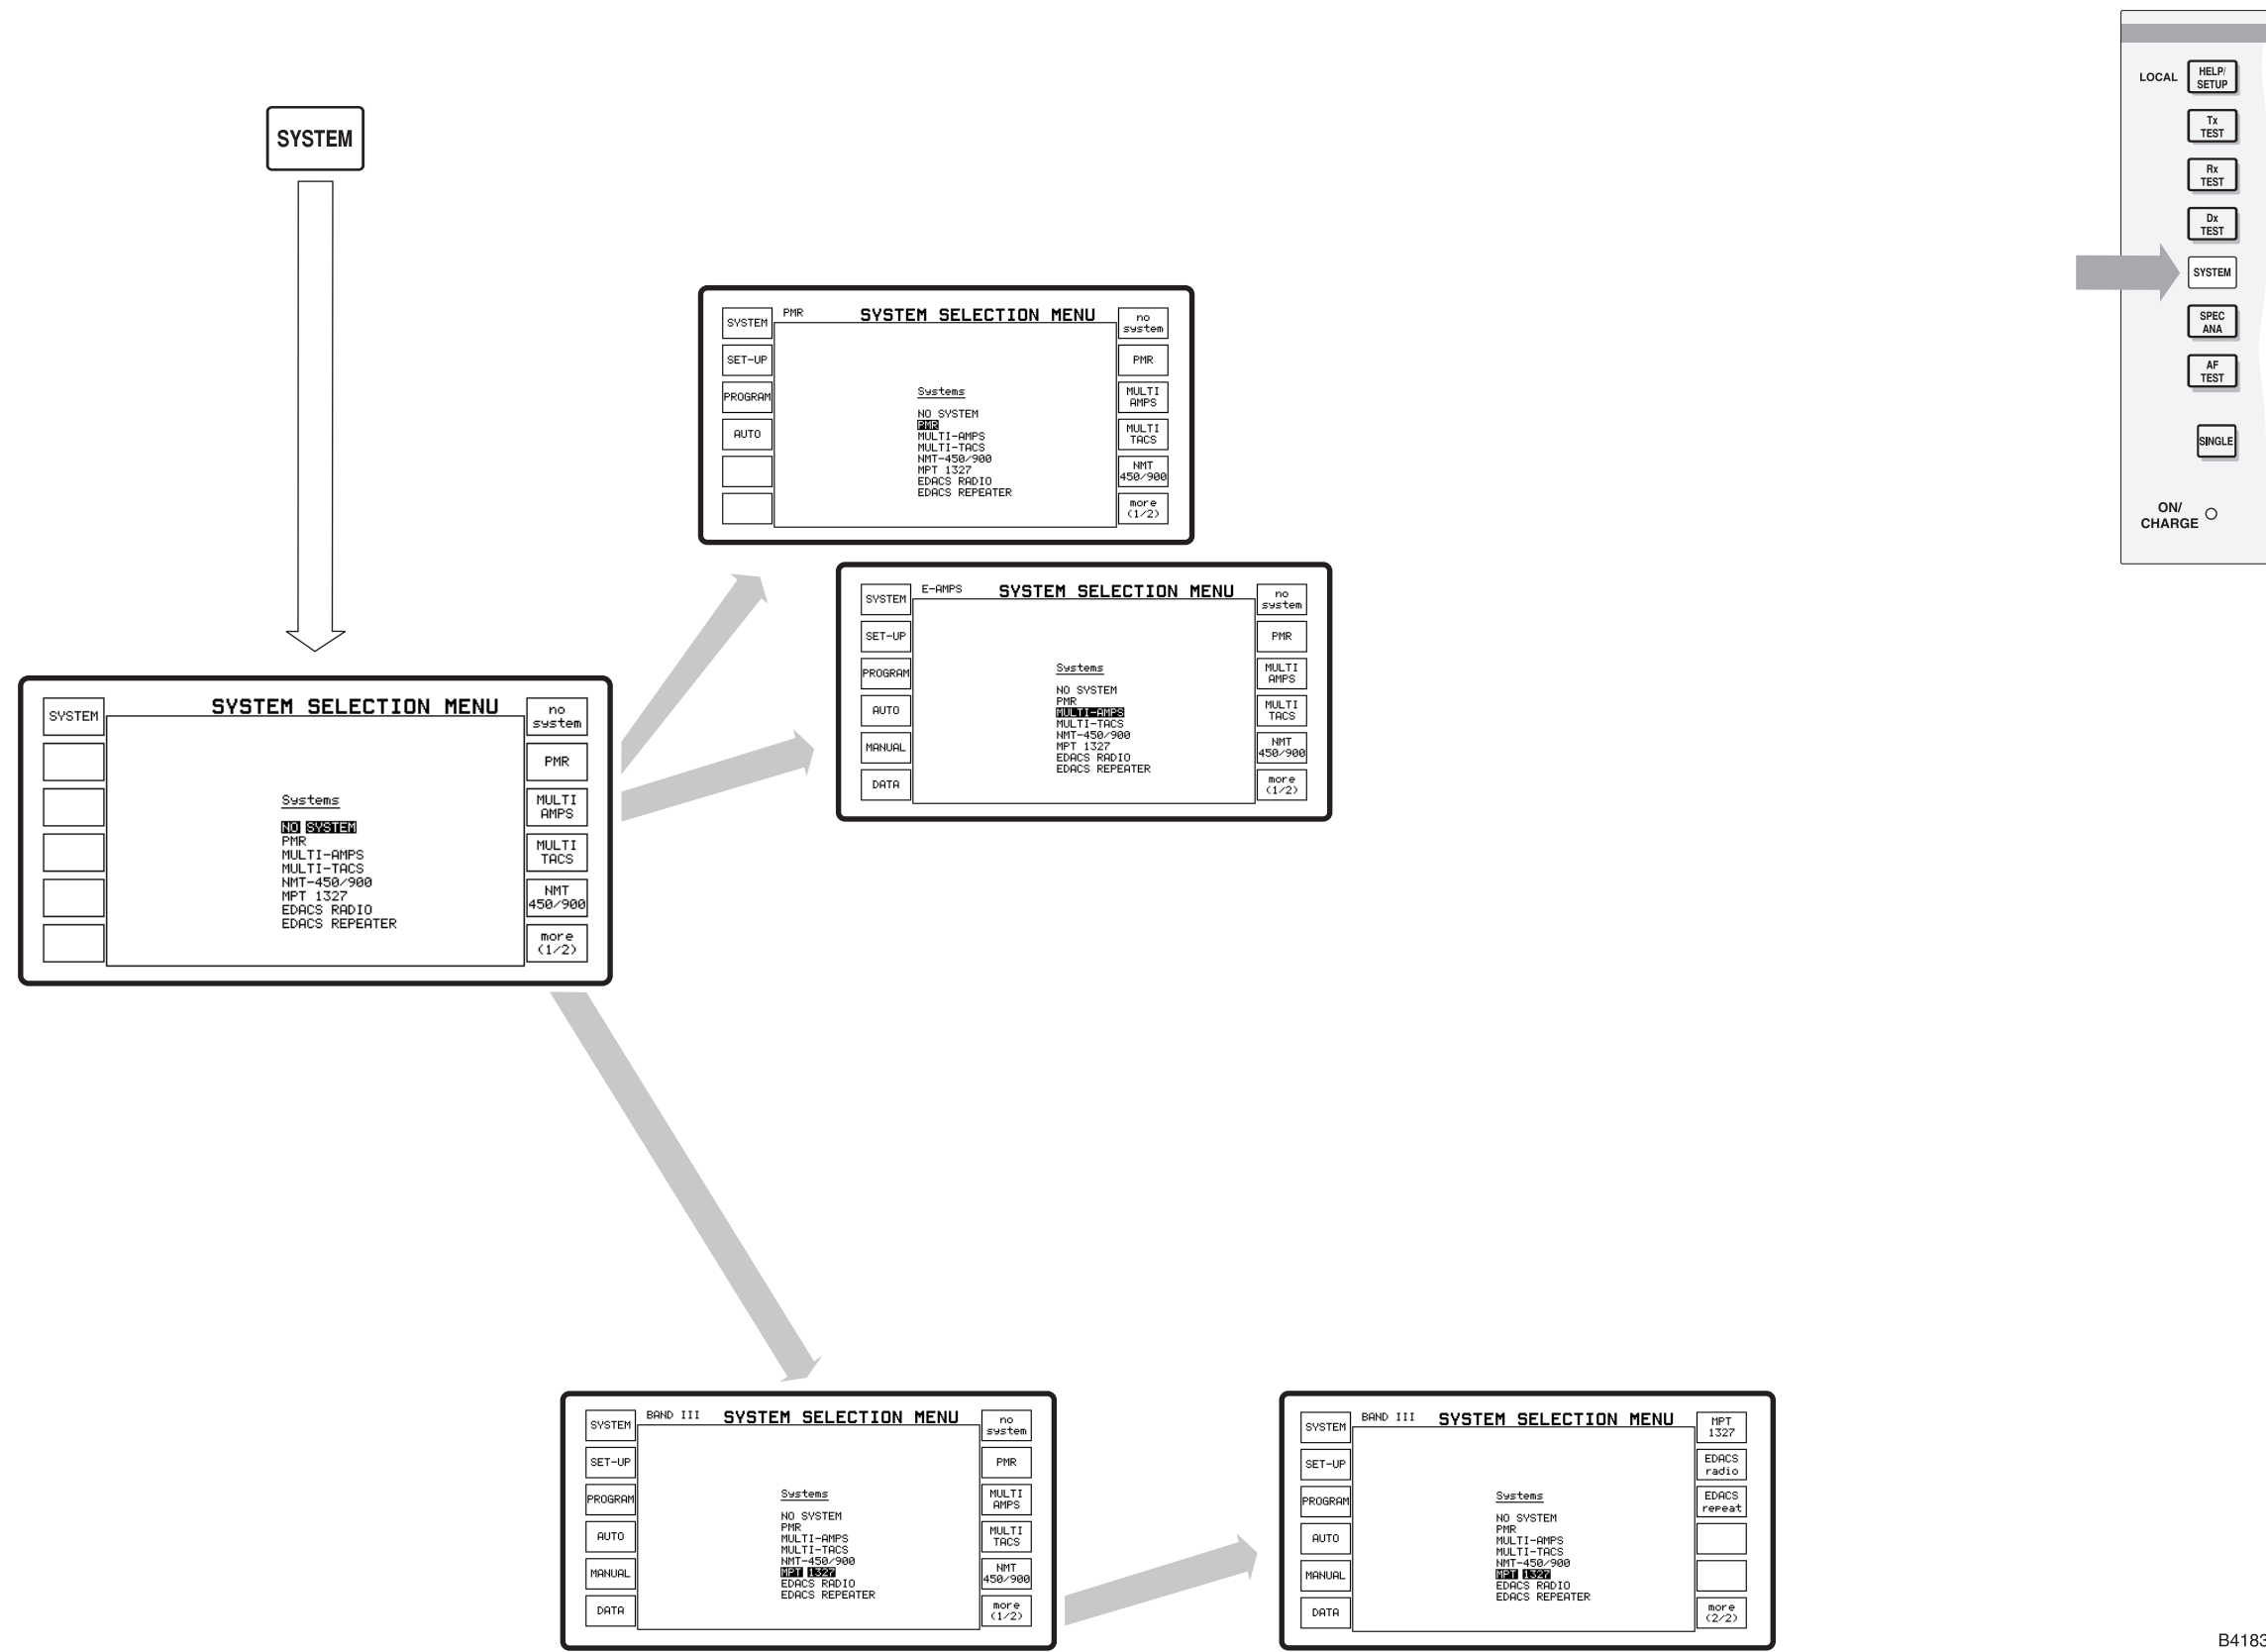 SYSTEM
LOCAL
HELP/
SETUP
Tx
TEST
Rx
TEST
Dx
TEST
SYSTEM
SPEC
ANA
AF
TEST
SINGLE
ON/
CHARGE
SYSTEM
SET-UP
PROGRAM
AUTO
PMR
SYSTEM SELECTION MENU
Systems
NO SYSTEM
PMR
MULTI-AMPS
MULTI-TACS
NMT-450/900
MPT 1327
EDACS RADIO
EDACS REPEATER
no
system
PMR
MULTI
AMPS
MULTI
TACS
NMT
450/900
more
(1/2)
SYSTEM
SET-UP
PROGRAM
AUTO
MANUAL
DATA
E-AMPS
SYSTEM SELECTION MENU
Systems
NO SYSTEM
PMR
MULTI-AMPS
MULTI-TACS
NMT-450/900
MPT 1327
EDACS RADIO
EDACS REPEATER
no
system
PMR
MULTI
AMPS
MULTI
TACS
NMT
450/900
more
(1/2)
SYSTEM
SYSTEM SELECTION MENU
Systems
NO SYSTEM
PMR
MULTI-AMPS
MULTI-TACS
NMT-450/900
MPT 1327
EDACS RADIO
EDACS REPEATER
no
system
PMR
MULTI
AMPS
MULTI
TACS
NMT
450/900
more
(1/2)
SYSTEM
SET-UP
PROGRAM
AUTO
MANUAL
DATA
BAND III
SYSTEM SELECTION MENU
Systems
NO SYSTEM
PMR
MULTI-AMPS
MULTI-TACS
NMT-450/900
MPT 1327
EDACS RADIO
EDACS REPEATER
no
system
PMR
MULTI
AMPS
MULTI
TACS
NMT
450/900
more
(1/2)
SYSTEM
SET-UP
PROGRAM
AUTO
MANUAL
DATA
BAND III
SYSTEM SELECTION MENU
Systems
NO SYSTEM
PMR
MULTI-AMPS
MULTI-TACS
NMT-450/900
MPT 1327
EDACS RADIO
EDACS REPEATER
MPT
1327
EDACS
radio
EDACS
repeat
more
(2/2)
B4183